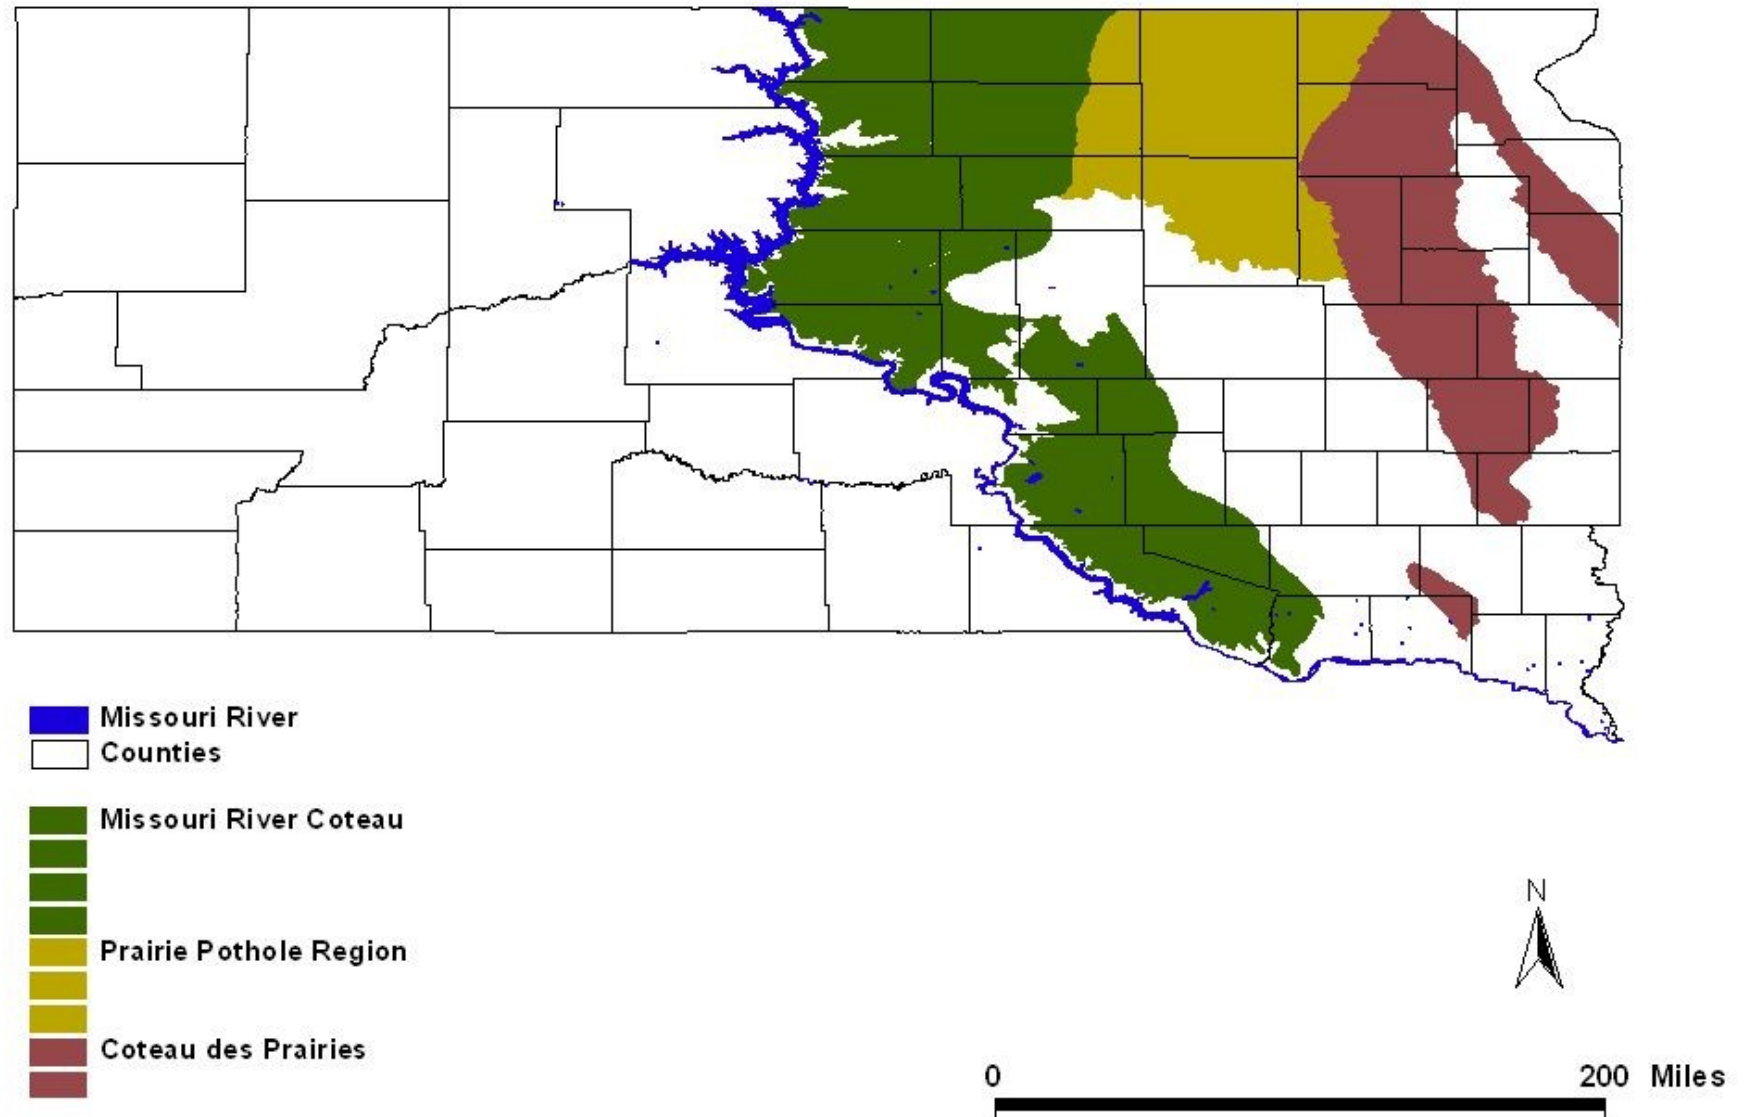 Missouri River
Counties
Missouri River Coteau
Prairie Pothole Region
Coteau des Prairies
N
0 200 Miles